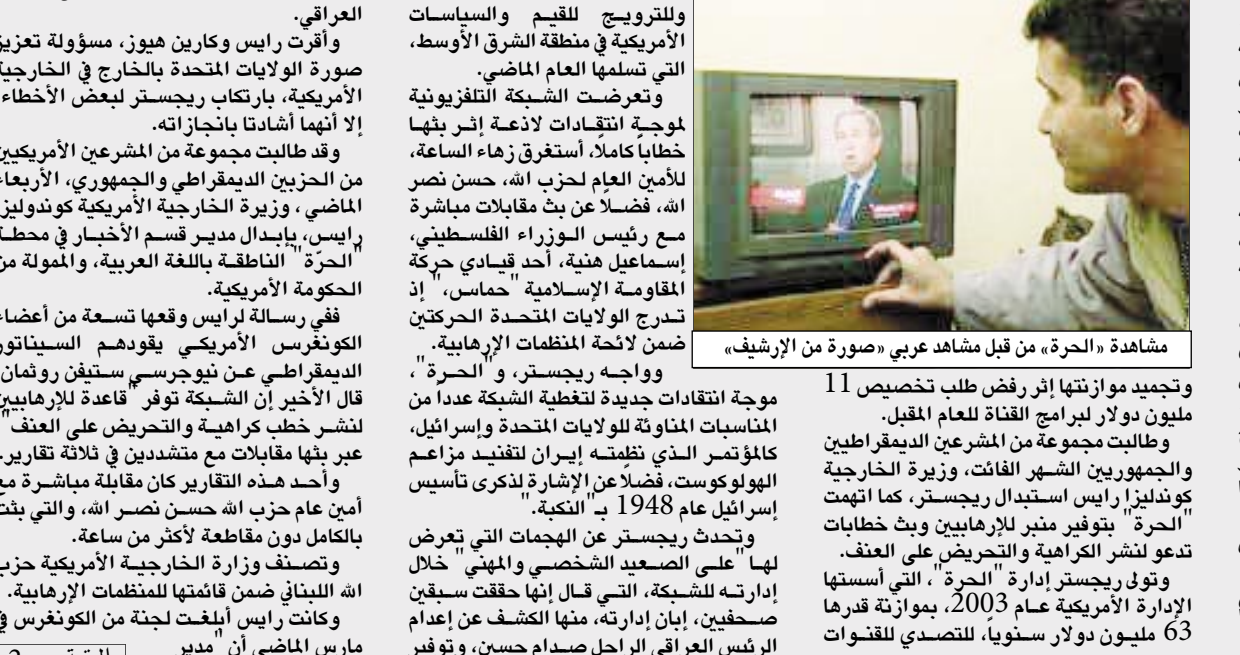 مشاهدة «الحرة» من قبل مشاهد عربي «صورة من الإرشيف»
وتجميد موازنتها إثر رفض طلب تخصيص 11
مليون دولار لبرامج القناة للعام المقبل.
وطالبت مجموعة من المشرعين الديمقراطيين
والجمهوريين الشهر الفائت، وزيرة الخارجية
كوندليزا رايس استبدال ريجستر، كما اتهمت
"الحرة" بتوفير منبر للإرهابيين وبث خطابات
تدعو لنشر الكراهية والتحريض على العنف.
وتولى ريجستر إدارة "الحرة"، التي أسستها
الإدارة الأمريكية عام 2003، بموازنة قدرها
63 مليون دولار سنوياً، للتصدي للقنوات
وللترويج للقيم والسياسات
الأمريكية في منطقة الشرق الأوسط،
التي تسلمها العام الماضي.
وتعرضت الشبكة التلفزيونية
لموجة انتقادات لاذعة إثر بثها
خطاباً كاملاً، أستغرق زهاء الساعة،
للأمين العام لحزب الله، حسن نصر
الله، فضلاً عن بث مقابلات مباشرة
مع رئيس الوزراء الفلسطيني،
إسماعيل هنية، أحد قيادي حركة
المقاومة الإسلامية "حماس،" إذ
تدرج الولايات المتحدة الحركتين
ضمن لائحة المنظمات الإرهابية.
وواجه ريجستر، و"الحرة"،
موجة انتقادات جديدة لتغطية الشبكة عدداً من
المناسبات المناوئة للولايات المتحدة وإسرائيل،
كالمؤتمر الذي نظمته إيران لتفنيد مزاعم
الهولوكوست، فضلاً عن الإشارة لذكرى تأسيس
إسرائيل عام 1948 بـ"النكبة."
وتحدث ريجستر عن الهجمات التي تعرض
لها "على الصعيد الشخصي والمهني" خلال
إدارته للشبكة، التي قال إنها حققت سبقين
صحفيين، إبان إدارته، منها الكشف عن إعدام
الرئيس العراقي الراحل صدام حسين، وتوفير
العراقي.
وأقرت رايس وكارين هيوز، مسؤولة تعزيز
صورة الولايات المتحدة بالخارج في الخارجية
الأمريكية، بارتكاب ريجستر لبعض الأخطاء
إلا أنهما أشادتا بانجازاته.
وقد طالبت مجموعة من المشرعين الأمريكيين
من الحزبين الديمقراطي والجمهوري، الأربعاء
الماضي، وزيرة الخارجية الأمريكية كوندوليزا
رايس، بإبدال مدير قسم الأخبار في محطة
"الحرّة" الناطقة باللغة العربية، والممولة من
الحكومة الأمريكية.
ففي رسالة لرايس وقعها تسعة من أعضاء
الكونغرس الأمريكي يقودهم السيناتور
الديمقراطي عن نيوجرسي ستيفن روثمان،
قال الأخير إن الشبكة توفر "قاعدة للإرهابيين
لنشر خطب كراهية والتحريض على العنف"
عبر بثها مقابلات مع متشددين في ثلاثة تقارير.
وأحد هذه التقارير كان مقابلة مباشرة مع
أمين عام حزب الله حسن نصر الله، والتي بثت
بالكامل دون مقاطعة لأكثر من ساعة.
وتصنف وزارة الخارجية الأمريكية حزب
الله اللبناني ضمن قائمتها للمنظمات الإرهابية.
وكانت رايس أبلغت لجنة من الكونغرس في
مارس الماضي أن "مدير